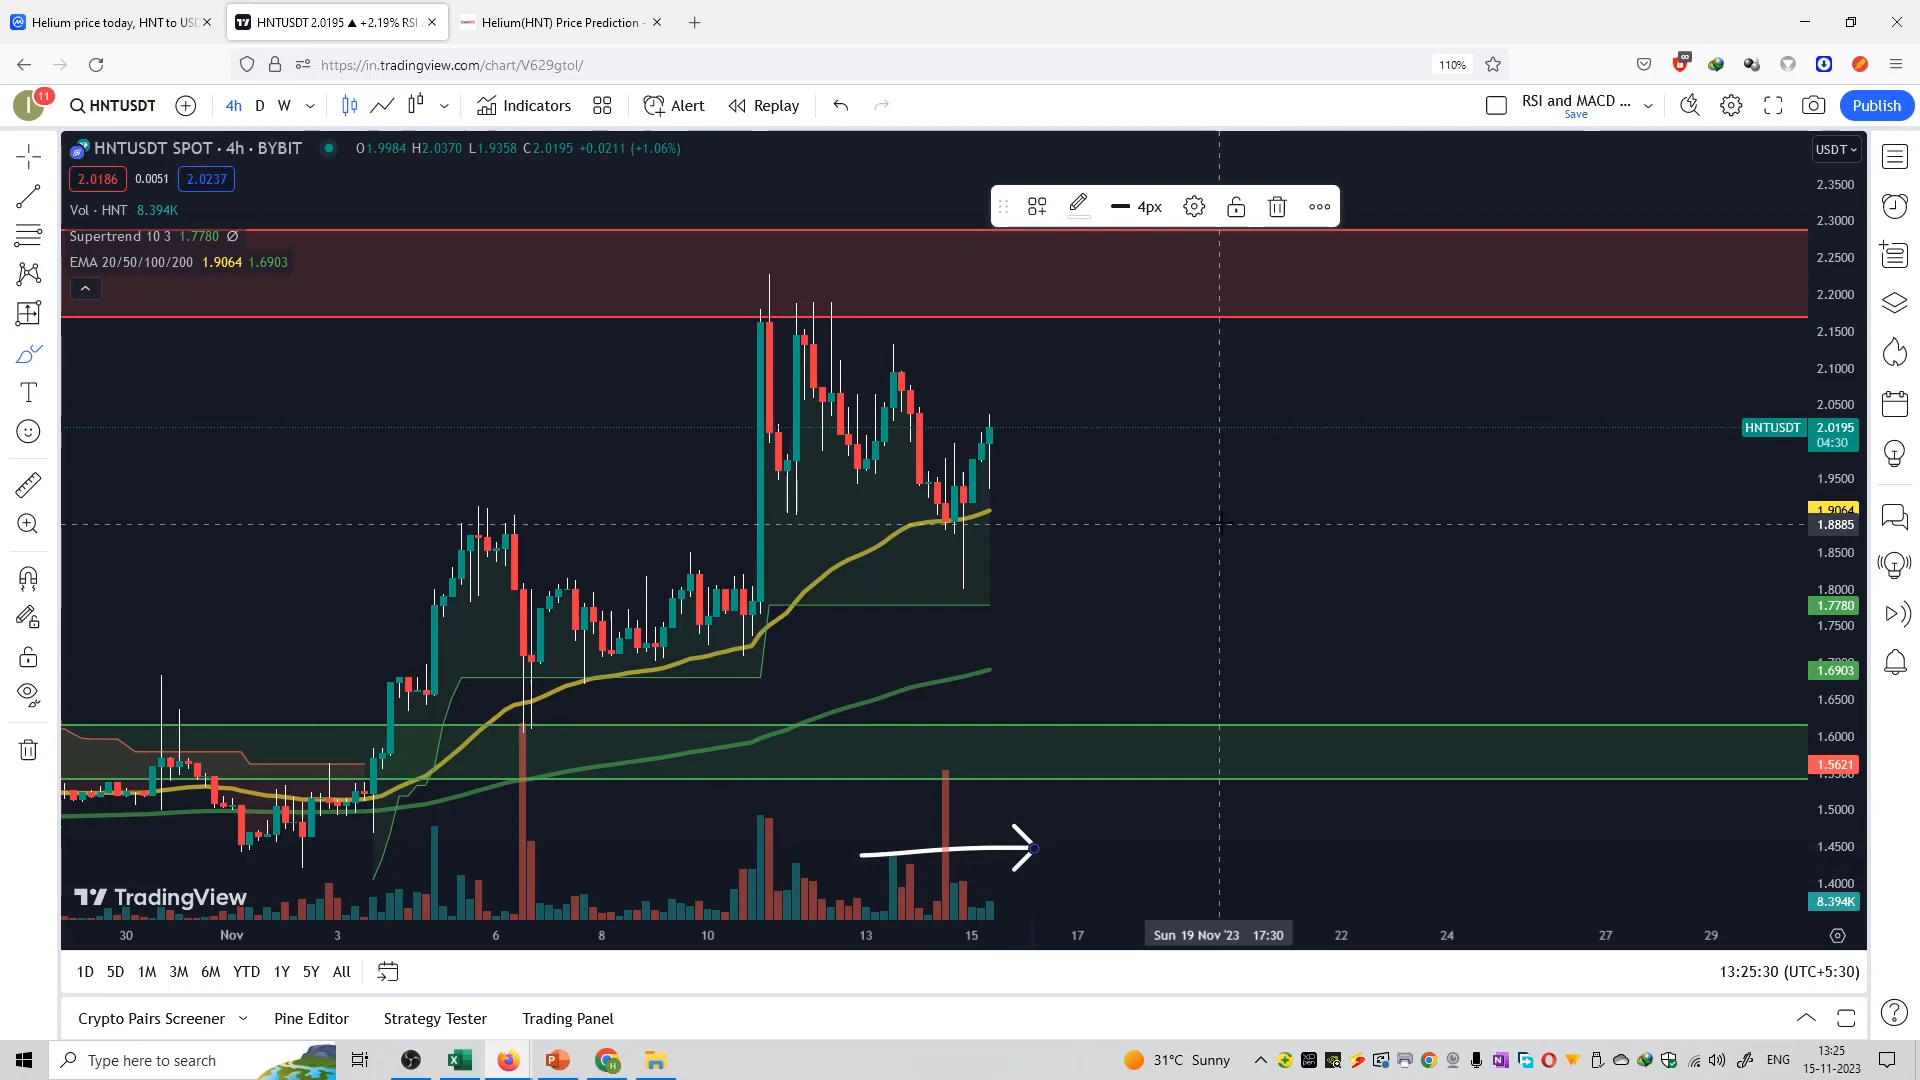 Helium price today, HNT to USD
HNTUSDT 2.0195 ▲ +2.19% RSI a
Helium(HNT) Price Prediction -
https://in.tradingview.com/chart/V629gtol/
110%
I
11
HNTUSDT
4h
D
W
Indicators
Alert
Replay
RSI and MACD ...
Save
Publish
HNTUSDT SPOT · 4h · BYBIT
O1.9984 H2.0370 L1.9358 C2.0195 +0.0211 (+1.06%)
USDT
2.0186
0.0051
2.0237
Vol · HNT 8.394K
Supertrend 10 3 1.7780 Ø
EMA 20/50/100/200 1.9064 1.6903
4px
2.3500
2.3000
2.2500
2.2000
2.1500
2.1000
2.0500
HNTUSDT
2.0195
04:30
1.9500
1.9064
1.8885
1.8500
1.8000
1.7780
1.7500
1.6903
1.6500
1.6000
1.5621
1.5000
1.4500
1.4000
8.394K
TradingView
30
Nov
3
6
8
10
13
15
17
Sun 19 Nov '23 17:30
22
24
27
29
1D
5D
1M
3M
6M
YTD
1Y
5Y
All
13:25:30 (UTC+5:30)
Crypto Pairs Screener
Pine Editor
Strategy Tester
Trading Panel
Type here to search
31°C Sunny
ENG
13:25
15-11-2023